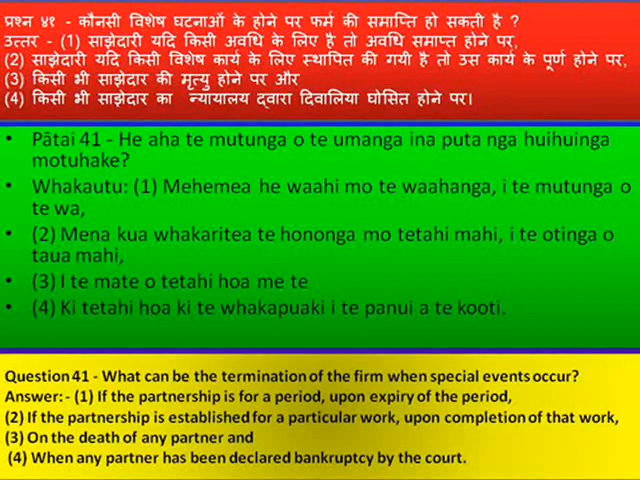 प्रश्न ४१ - कौनसी विशेष घटनाओं के होने पर फर्म की समाप्ति हो सकती है ?
उत्तर - (1) साझेदारी यदि किसी अवधि के लिए है तो अवधि समाप्त होने पर,
(2) साझेदारी यदि किसी विशेष कार्य के लिए स्थापित की गयी है तो उस कार्य के पूर्ण होने पर,
(3) किसी भी साझेदार की मृत्यु होने पर और
(4) किसी भी साझेदार का न्यायालय द्वारा दिवालिया घोसित होने पर।
• Pātai 41 - He aha te mutunga o te umanga ina puta nga huihuinga
motuhake?
• Whakautu: (1) Mehemea he waahi mo te waahanga, i te mutunga o
te wa,
• (2) Mena kua whakaritea te hononga mo tetahi mahi, i te otinga o
taua mahi,
• (3) I te mate o tetahi hoa me te
• (4) Ki tetahi hoa ki te whakapuaki i te panui a te kooti.
Question 41 - What can be the termination of the firm when special events occur?
Answer: - (1) If the partnership is for a period, upon expiry of the period,
(2) If the partnership is established for a particular work, upon completion of that work,
(3) On the death of any partner and
(4) When any partner has been declared bankruptcy by the court.